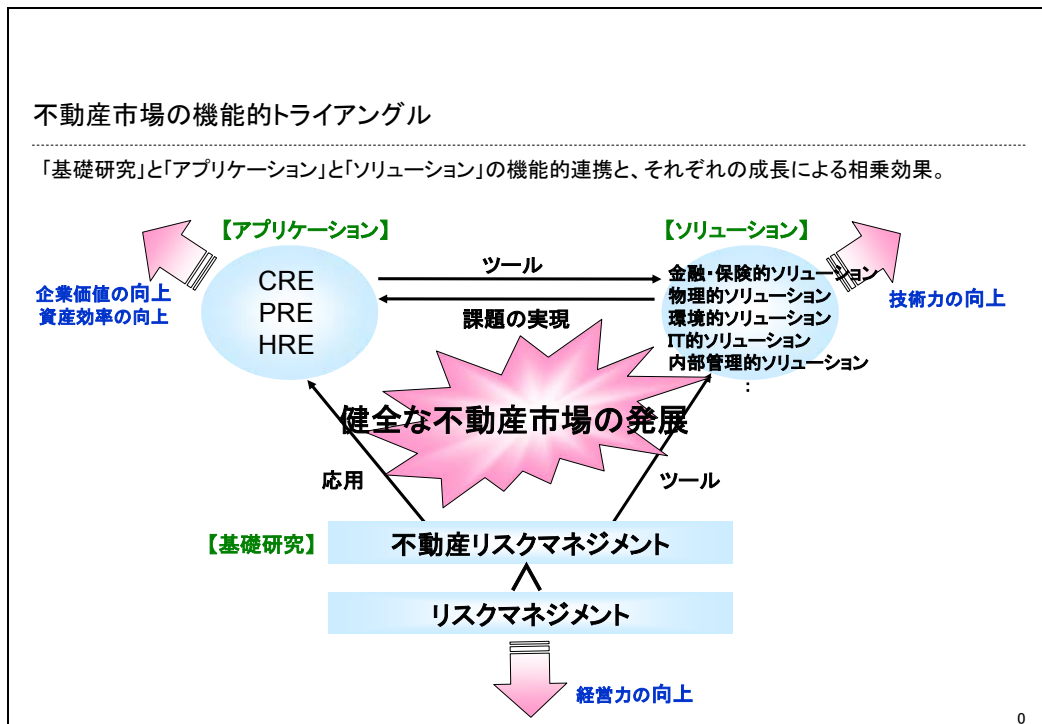 不動産市場の機能的トライアングル
「基礎研究」と「アプリケーション」と「ソリューション」の機能的連携と、それぞれの成長による相乗効果。
【アプリケーション】
【ソリューション】
CRE
PRE
HRE
ツール
課題の実現
金融・保険的ソリューション
物理的ソリューション
環境的ソリューション
IT的ソリューション
内部管理的ソリューション
:
企業価値の向上
資産効率の向上
技術力の向上
健全な不動産市場の発展
応用
ツール
【基礎研究】
不動産リスクマネジメント
リスクマネジメント
経営力の向上
0